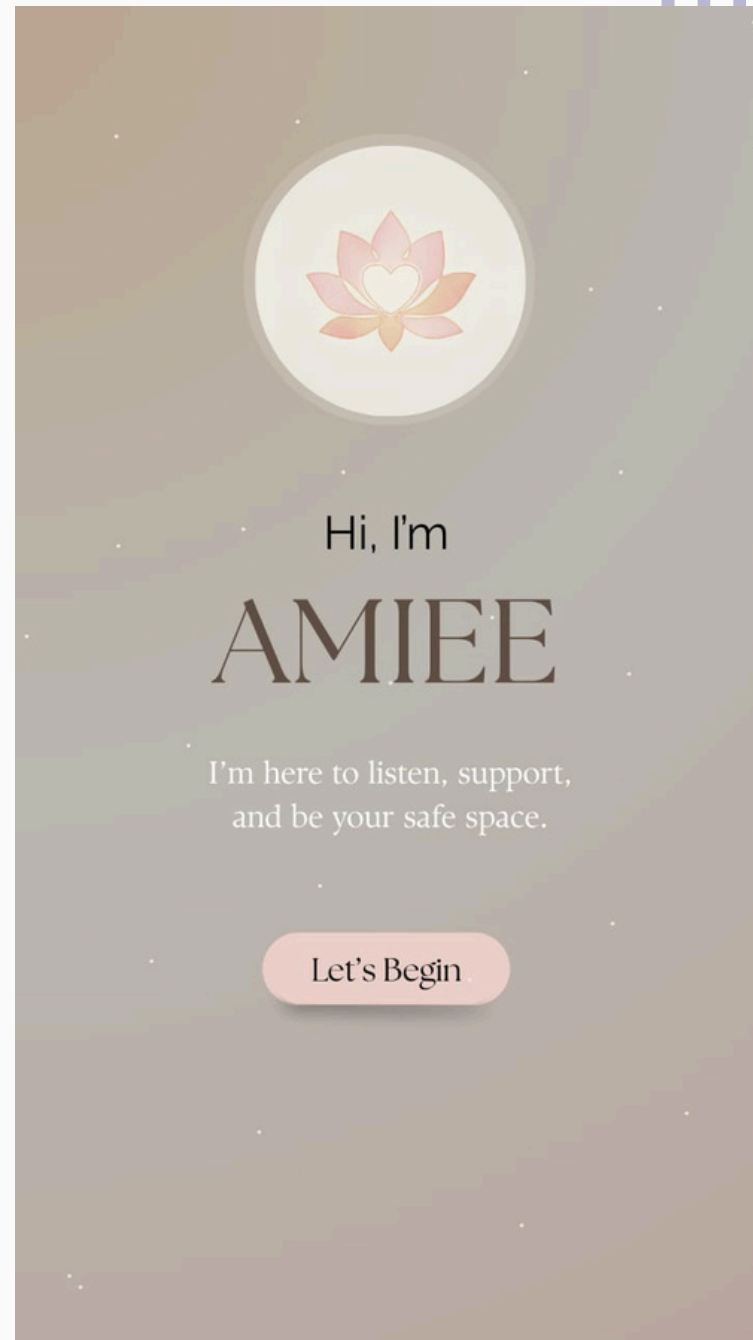 Hi, I'm
AMIEE
I'm here to listen, support,
and be your safe space.
Let's Begin